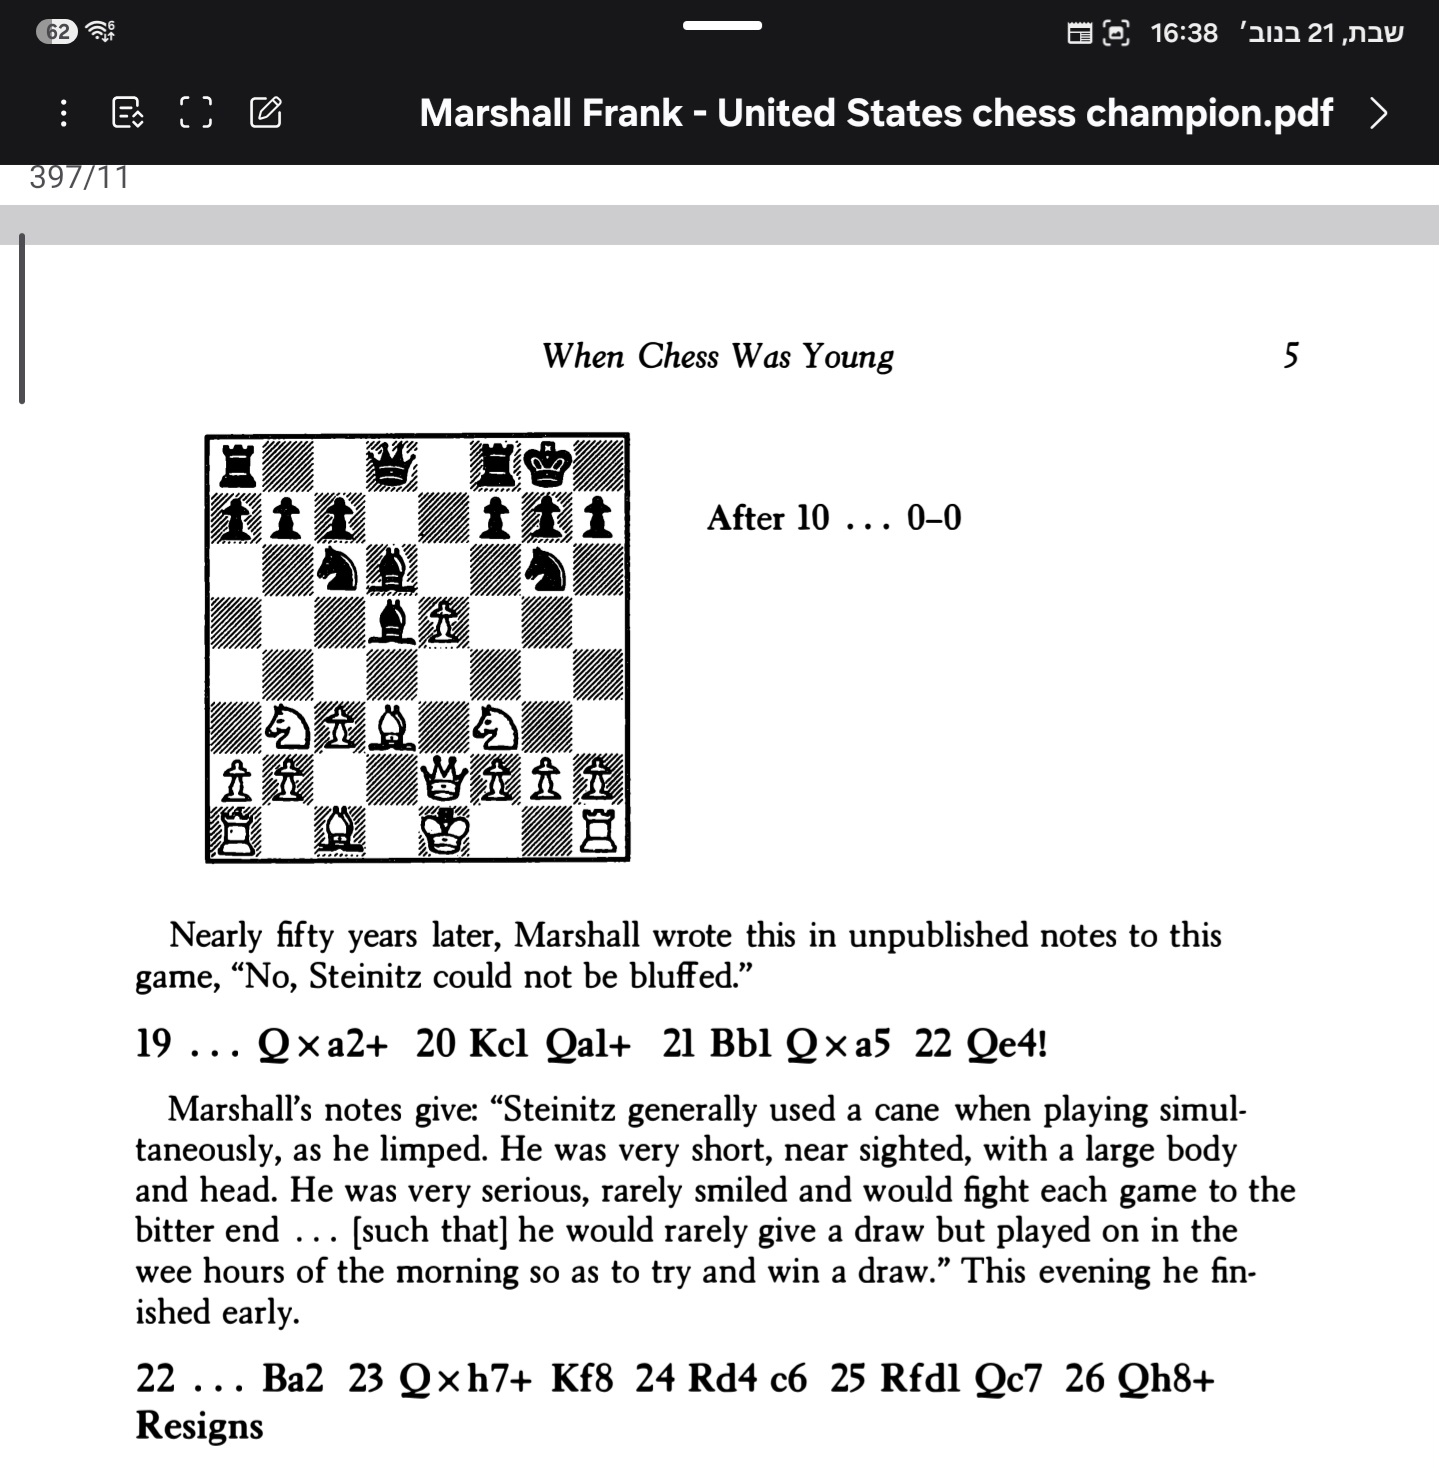 62 6 16:38 שבת, 21 בנוב׳
Marshall Frank - United States chess champion.pdf
397/11
When Chess Was Young 5
After 10 ... 0–0
Nearly fifty years later, Marshall wrote this in unpublished notes to this
game, “No, Steinitz could not be bluffed.”
19 ... Q×a2+ 20 Kc1 Qa1+ 21 Bb1 Q×a5 22 Qe4!
Marshall’s notes give: “Steinitz generally used a cane when playing simul-
taneously, as he limped. He was very short, near sighted, with a large body
and head. He was very serious, rarely smiled and would fight each game to the
bitter end ... [such that] he would rarely give a draw but played on in the
wee hours of the morning so as to try and win a draw.” This evening he fin-
ished early.
22 ... Ba2 23 Q×h7+ Kf8 24 Rd4 c6 25 Rfd1 Qc7 26 Qh8+
Resigns